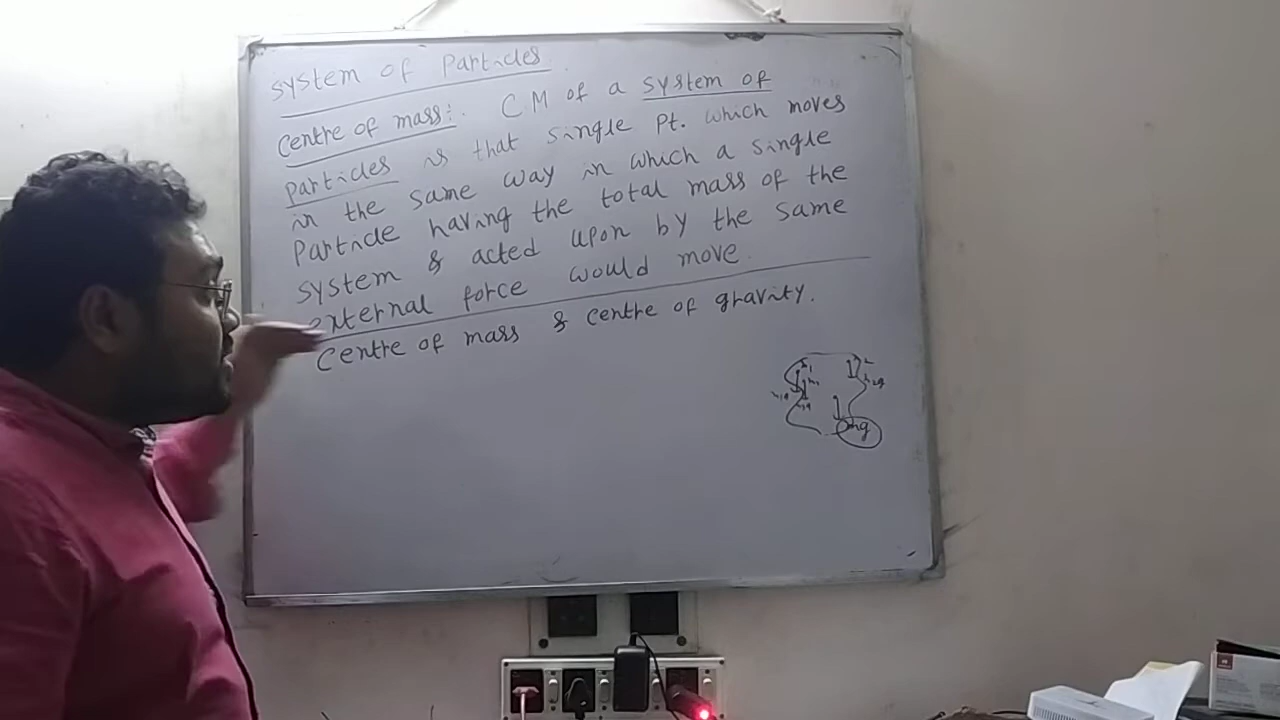 System of Particles
Centre of mass:. CM of a system of
Particles is that single Pt. which moves
in the same way in which a single
Particle having the total mass of the
system & acted upon by the same
external force would move.
Centre of mass & centre of gravity.
mg